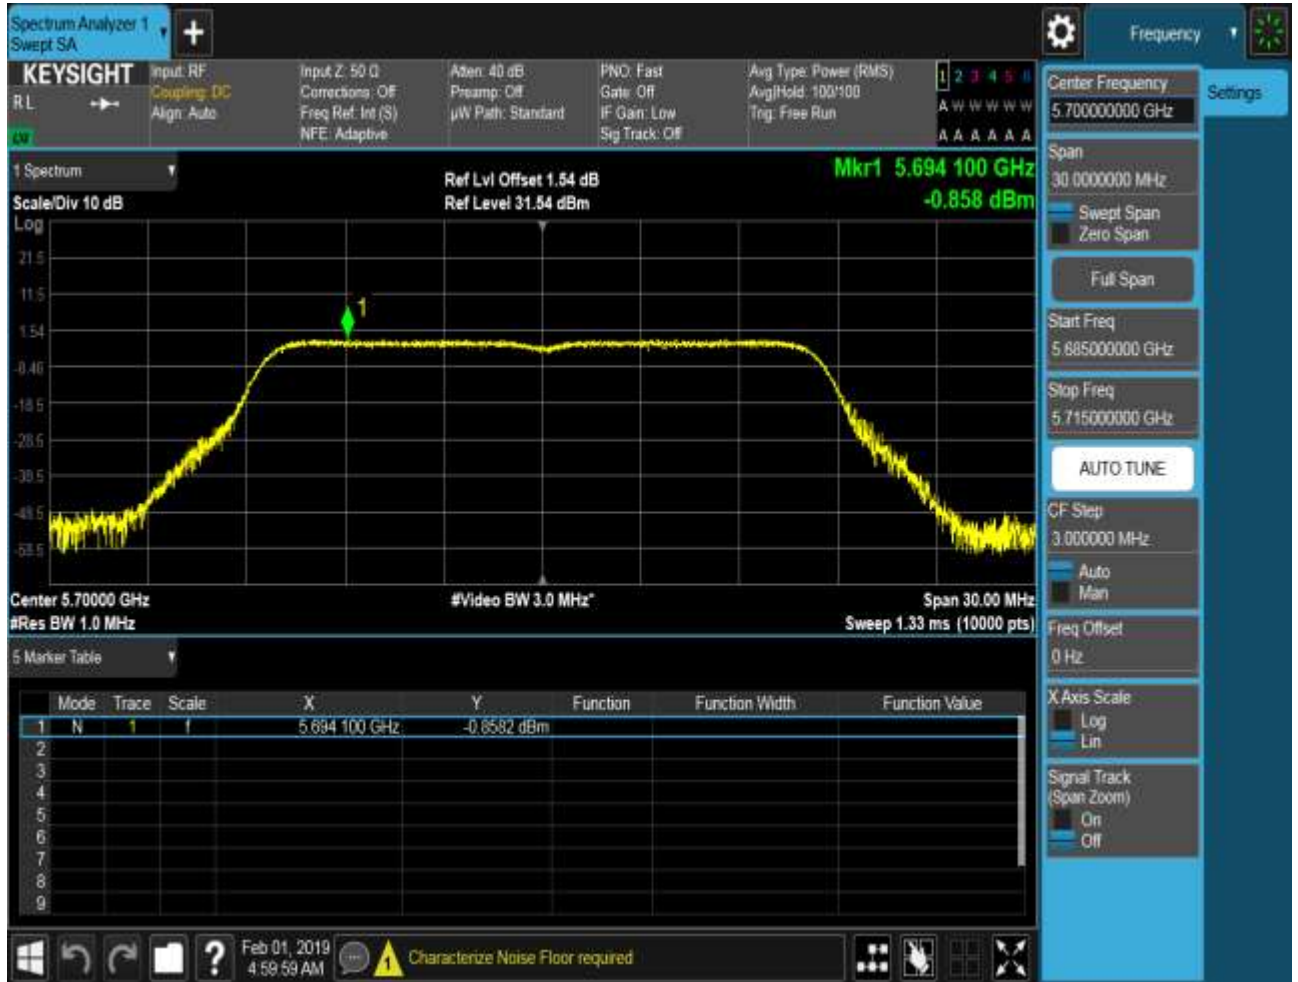 Spectrum Analyzer 1
Swept SA
+
Frequency
KEYSIGHT
RL
Input: RF
Coupling: DC
Align: Auto
Input Z: 50 Ω
Corrections: Off
Freq Ref: Int (S)
NFE: Adaptive
Atten: 40 dB
Preamp: Off
µW Path: Standard
PNO: Fast
Gate: Off
IF Gain: Low
Sig Track: Off
Avg Type: Power (RMS)
Avg|Hold: 100/100
Trig: Free Run
1 2 3 4 5 6
A W W W W W
A A A A A A
1 Spectrum
Scale/Div 10 dB
Log
Ref Lvl Offset 1.54 dB
Ref Level 31.54 dBm
Mkr1 5.694 100 GHz
-0.858 dBm
21.5
11.5
1.54
-8.46
-18.5
-28.5
-38.5
-48.5
-58.5
1
Center 5.70000 GHz
#Res BW 1.0 MHz
#Video BW 3.0 MHz*
Span 30.00 MHz
Sweep 1.33 ms (10000 pts)
5 Marker Table
Mode Trace Scale X Y Function Function Width Function Value
1 N 1 f 5.694 100 GHz -0.8582 dBm
2
3
4
5
6
7
8
9
Center Frequency
5.700000000 GHz
Settings
Span
30.0000000 MHz
Swept Span
Zero Span
Full Span
Start Freq
5.685000000 GHz
Stop Freq
5.715000000 GHz
AUTO TUNE
CF Step
3.000000 MHz
Auto
Man
Freq Offset
0 Hz
X Axis Scale
Log
Lin
Signal Track
(Span Zoom)
On
Off
?
Feb 01, 2019
4:59:59 AM
1
Characterize Noise Floor required